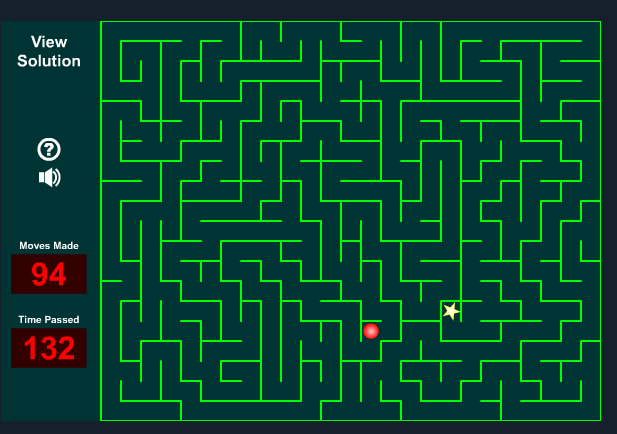 View
Solution
?
Moves Made
94
Time Passed
132